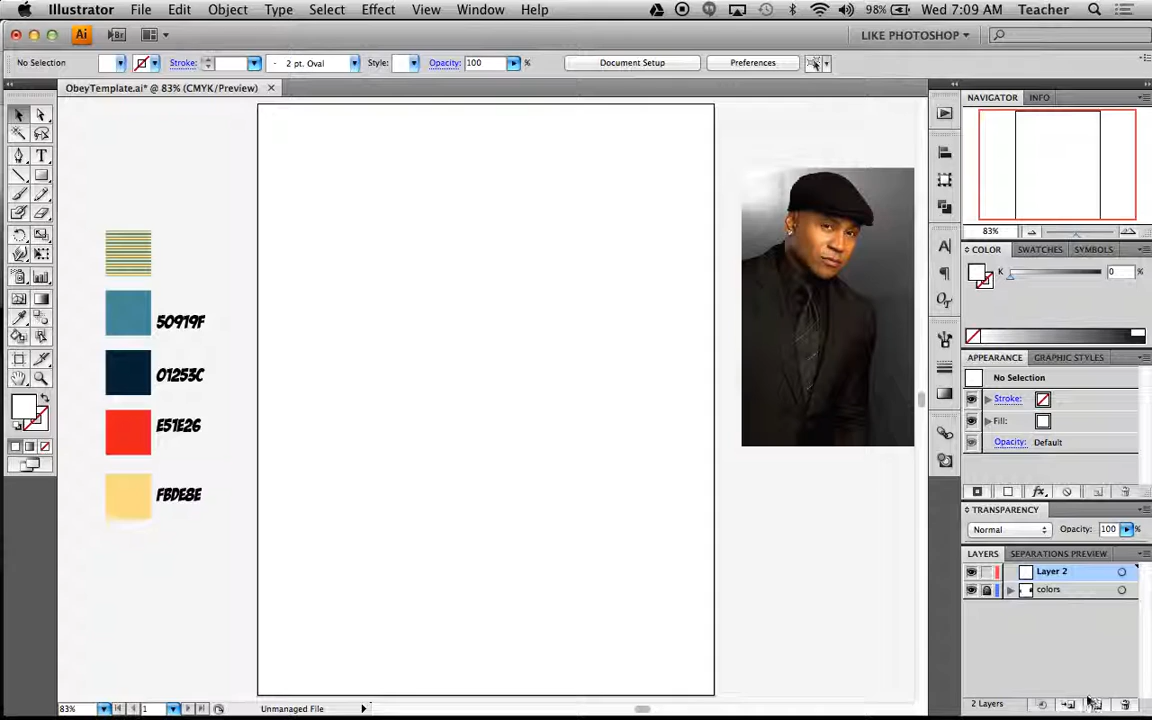 Illustrator File Edit Object Type Select Effect View Window Help 98% Wed 7:09 AM Teacher
Ai Br LIKE PHOTOSHOP
No Selection Stroke: 2 pt. Oval Style: Opacity: 100 % Document Setup Preferences
ObeyTemplate.ai* @ 83% (CMYK/Preview)
NAVIGATOR INFO
83%
COLOR SWATCHES SYMBOLS
K 0 %
50919F
01253C
E51E26
FBDE8E
APPEARANCE GRAPHIC STYLES
No Selection
Stroke:
Fill:
Opacity: Default
TRANSPARENCY
Normal Opacity: 100 %
LAYERS SEPARATIONS PREVIEW
Layer 2
colors
2 Layers
83% 1 Unmanaged File